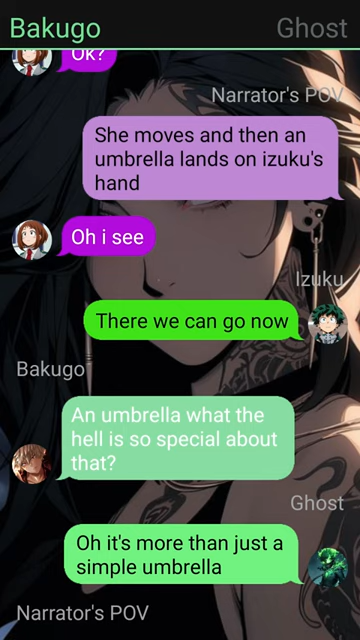 Bakugo Ghost
Ok?
Narrator's POV
She moves and then an
umbrella lands on izuku's
hand
Oh i see
Izuku
There we can go now
Bakugo
An umbrella what the
hell is so special about
that?
Ghost
Oh it's more than just a
simple umbrella
Narrator's POV